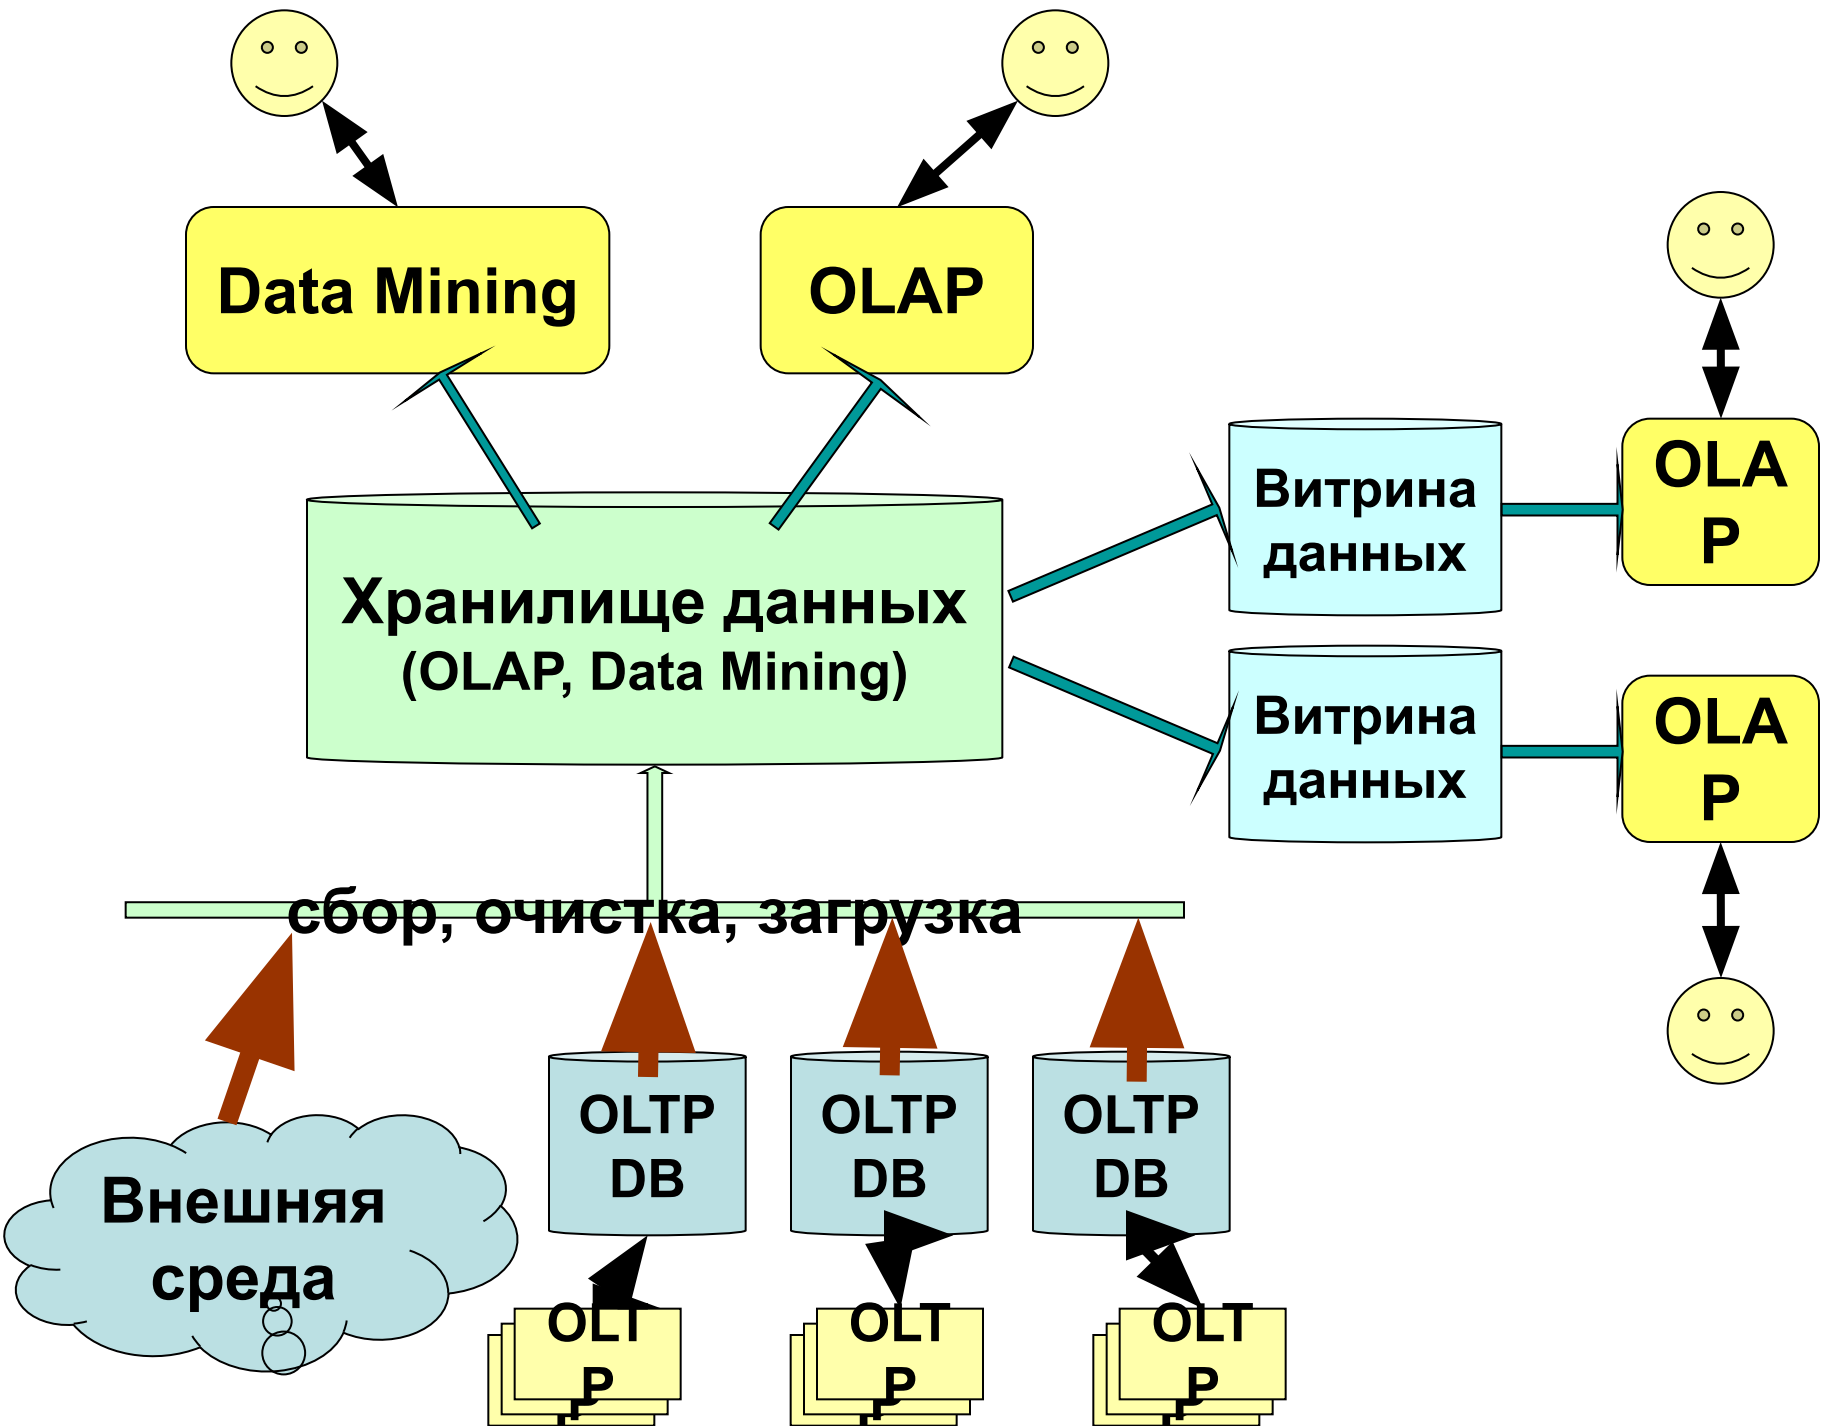 Data Mining
OLAP
Хранилище данных
(OLAP, Data Mining)
Витрина
данных
OLA
P
Витрина
данных
OLA
P
сбор, очистка, загрузка
Внешняя
среда
OLTP
DB
OLTP
DB
OLTP
DB
OLT
P
OLT
P
OLT
P